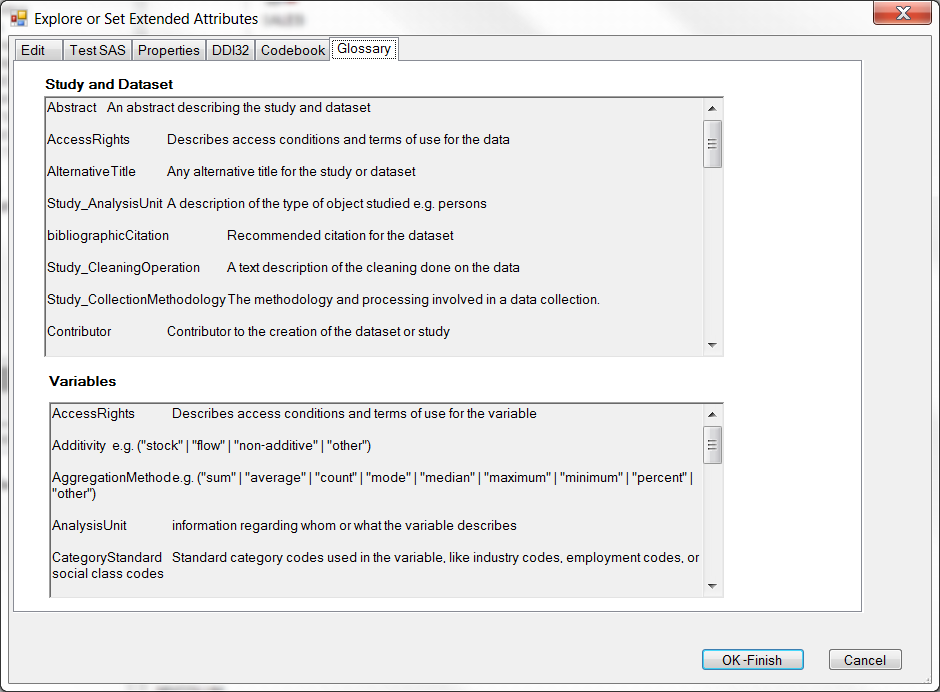 Explore or Set Extended Attributes
Edit Test SAS Properties DDI32 Codebook Glossary
Study and Dataset
Abstract An abstract describing the study and dataset
AccessRights Describes access conditions and terms of use for the data
AlternativeTitle Any alternative title for the study or dataset
Study_AnalysisUnit A description of the type of object studied e.g. persons
bibliographicCitation Recommended citation for the dataset
Study_CleaningOperation A text description of the cleaning done on the data
Study_CollectionMethodology The methodology and processing involved in a data collection.
Contributor Contributor to the creation of the dataset or study
Variables
AccessRights Describes access conditions and terms of use for the variable
Additivity e.g. ("stock" | "flow" | "non-additive" | "other")
AggregationMethod e.g. ("sum" | "average" | "count" | "mode" | "median" | "maximum" | "minimum" | "percent" |
"other")
AnalysisUnit information regarding whom or what the variable describes
CategoryStandard Standard category codes used in the variable, like industry codes, employment codes, or
social class codes
OK -Finish Cancel